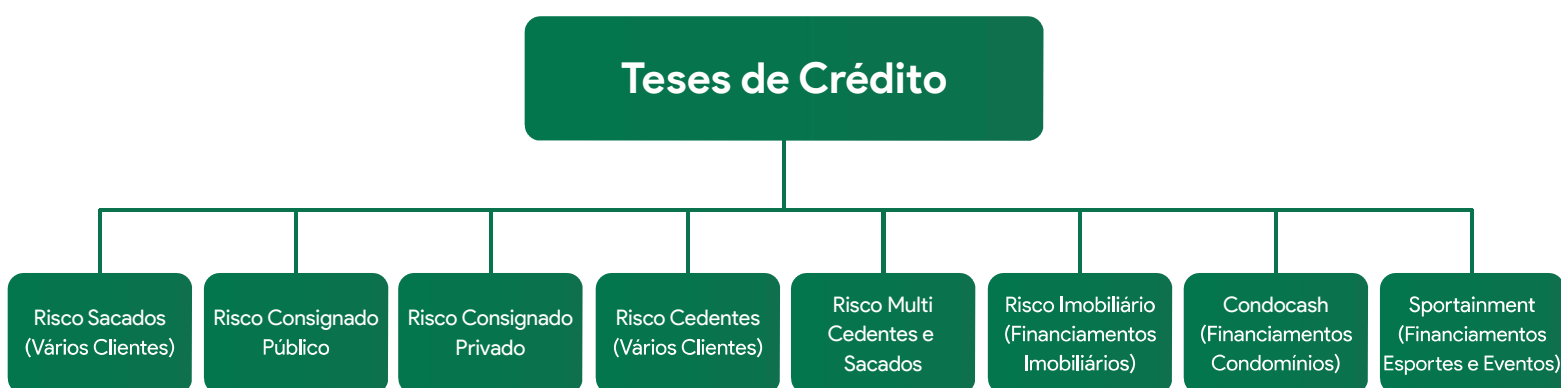 Teses de Crédito
Risco Sacados
(Vários Clientes)
Risco Consignado
Público
Risco Consignado
Privado
Risco Cedentes
(Vários Clientes)
Risco Multi
Cedentes e
Sacados
Risco Imobiliário
(Financiamentos
Imobiliários)
Condocash
(Financiamentos
Condomínios)
Sportainment
(Financiamentos
Esportes e Eventos)